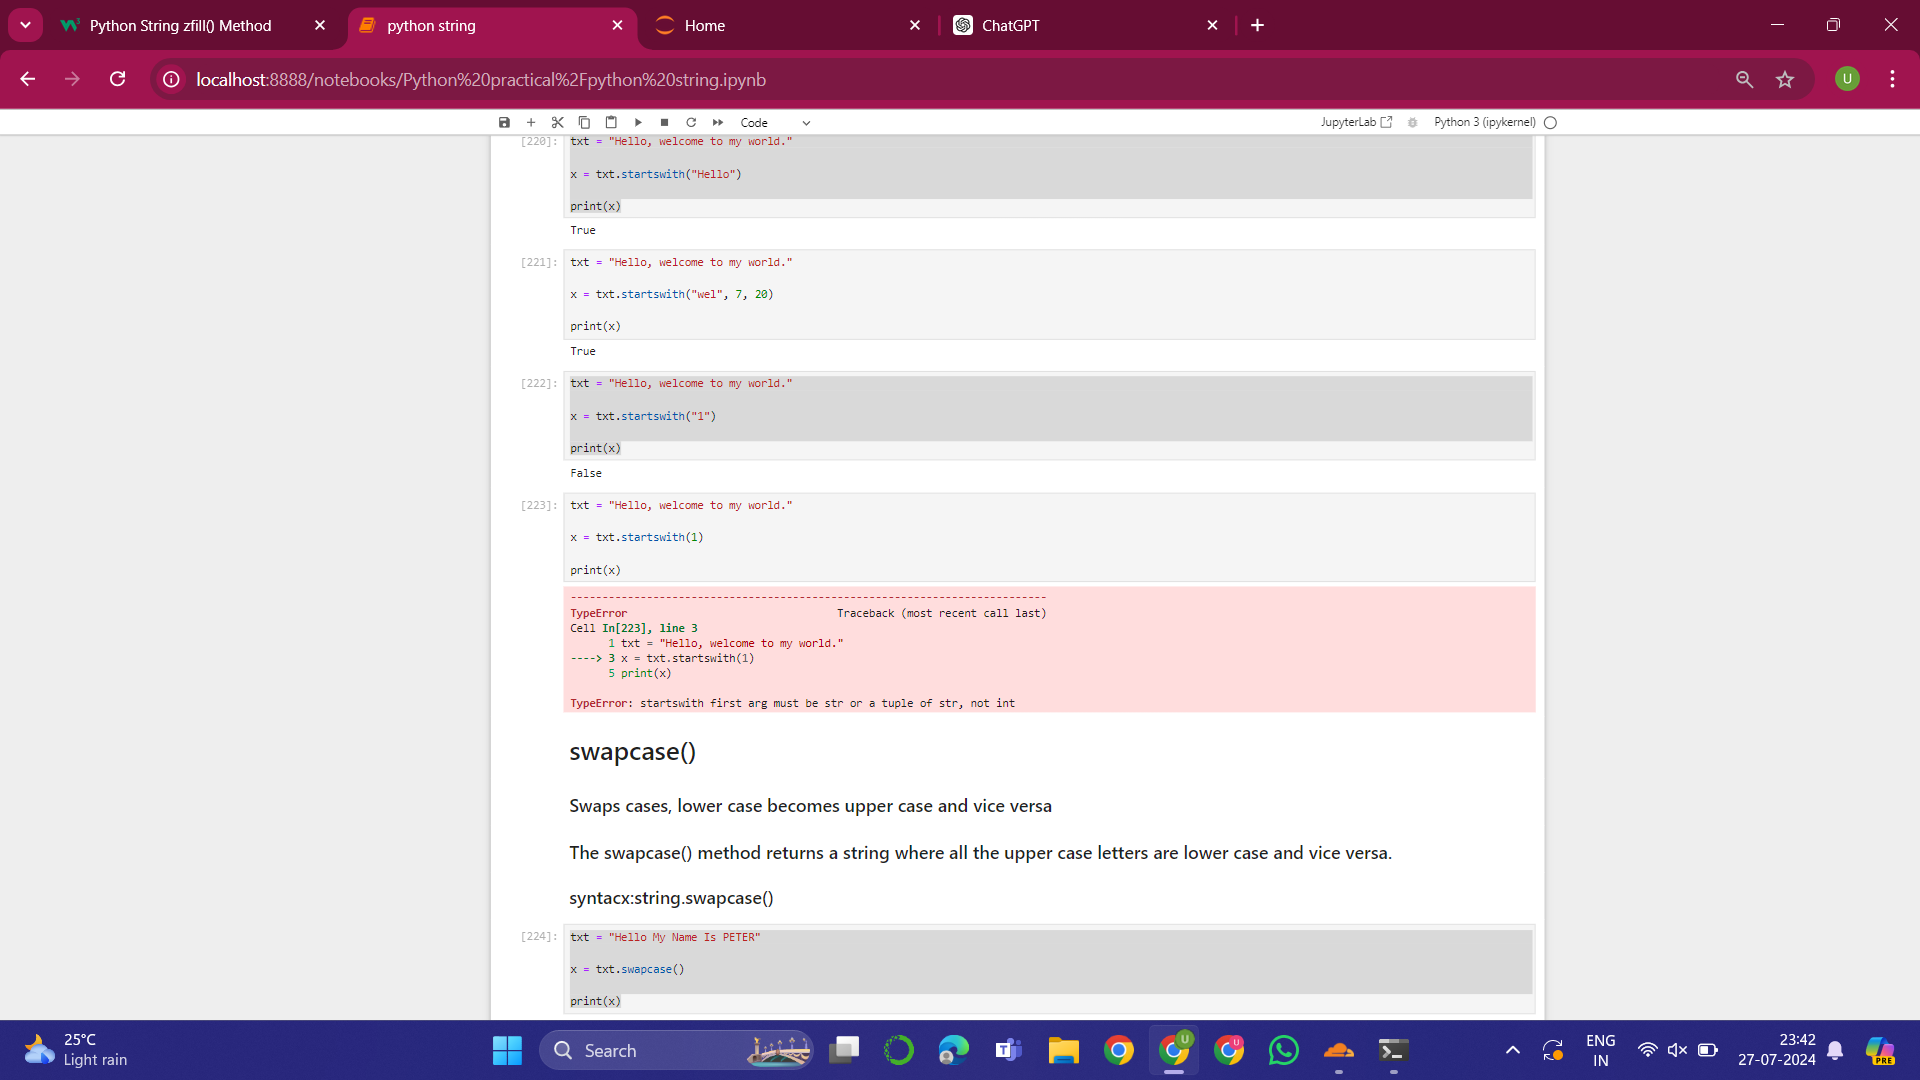 Python String zfill() Method
python string
Home
ChatGPT
localhost:8888/notebooks/Python%20practical%2Fpython%20string.ipynb
U
Code
JupyterLab
Python 3 (ipykernel)
[220]:
txt = "Hello, welcome to my world."
x = txt.startswith("Hello")
print(x)
True
[221]:
txt = "Hello, welcome to my world."
x = txt.startswith("wel", 7, 20)
print(x)
True
[222]:
txt = "Hello, welcome to my world."
x = txt.startswith("1")
print(x)
False
[223]:
txt = "Hello, welcome to my world."
x = txt.startswith(1)
print(x)
---------------------------------------------------------------------------
TypeError                                 Traceback (most recent call last)
Cell In[223], line 3
      1 txt = "Hello, welcome to my world."
----> 3 x = txt.startswith(1)
      5 print(x)
TypeError: startswith first arg must be str or a tuple of str, not int
swapcase()
Swaps cases, lower case becomes upper case and vice versa
The swapcase() method returns a string where all the upper case letters are lower case and vice versa.
syntacx:string.swapcase()
[224]:
txt = "Hello My Name Is PETER"
x = txt.swapcase()
print(x)
25°C
Light rain
Search
U
U
ENG
IN
23:42
27-07-2024
PRE